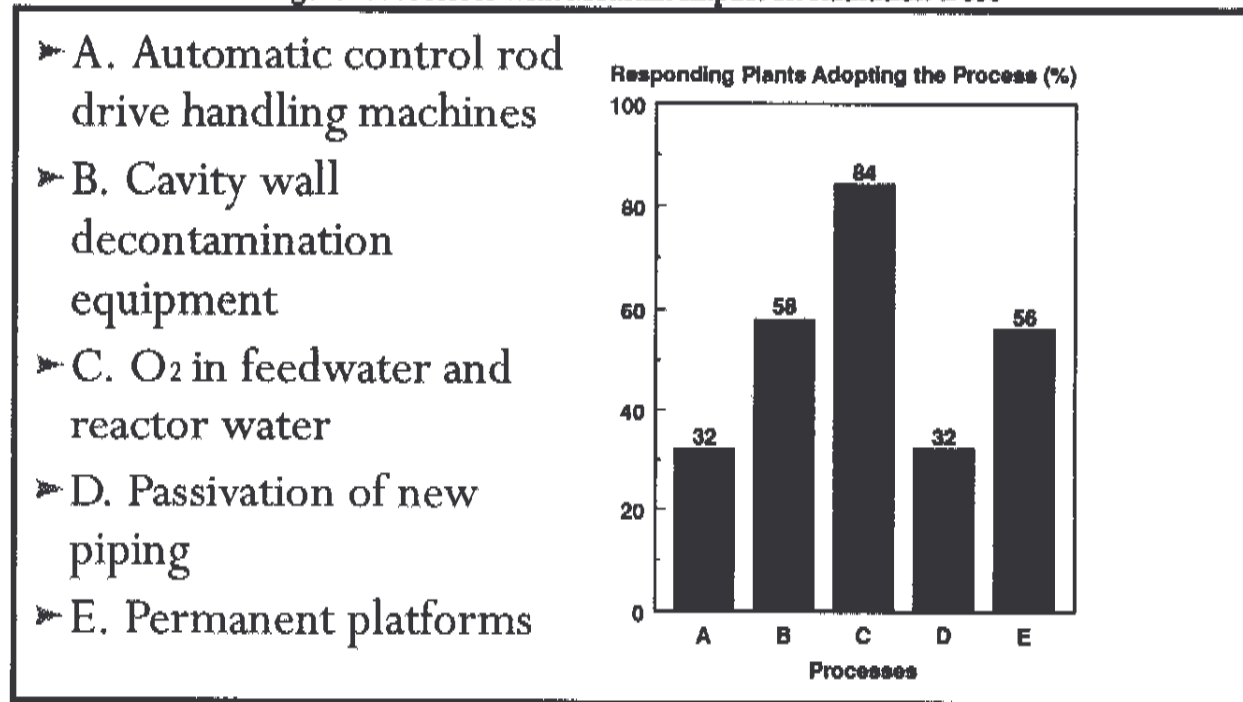 ➤ A. Automatic control rod
drive handling machines
➤ B. Cavity wall
decontamination
equipment
➤ C. O2 in feedwater and
reactor water
➤ D. Passivation of new
piping
➤ E. Permanent platforms
Responding Plants Adopting the Process (%)
100
80
60
40
20
0
32
58
84
32
56
A B C D E
Processes